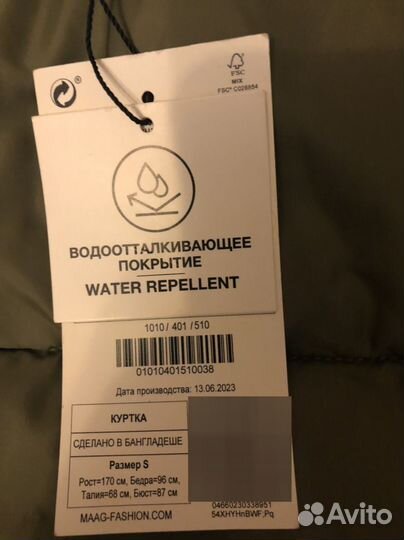 ®
FSC
MIX
FSC® C028854
ВОДООТТАЛКИВАЮЩЕЕ
ПОКРЫТИЕ
WATER REPELLENT
1010 / 401 / 510
01010401510038
Дата производства: 13.06.2023
КУРТКА
СДЕЛАНО В БАНГЛАДЕШЕ
Размер S
Рост=170 см, Бедра=96 см,
Талия=68 см, Бюст=87 см
MAAG-FASHION.COM
04660230338951
54XHYHnBWF;Pq
Avito